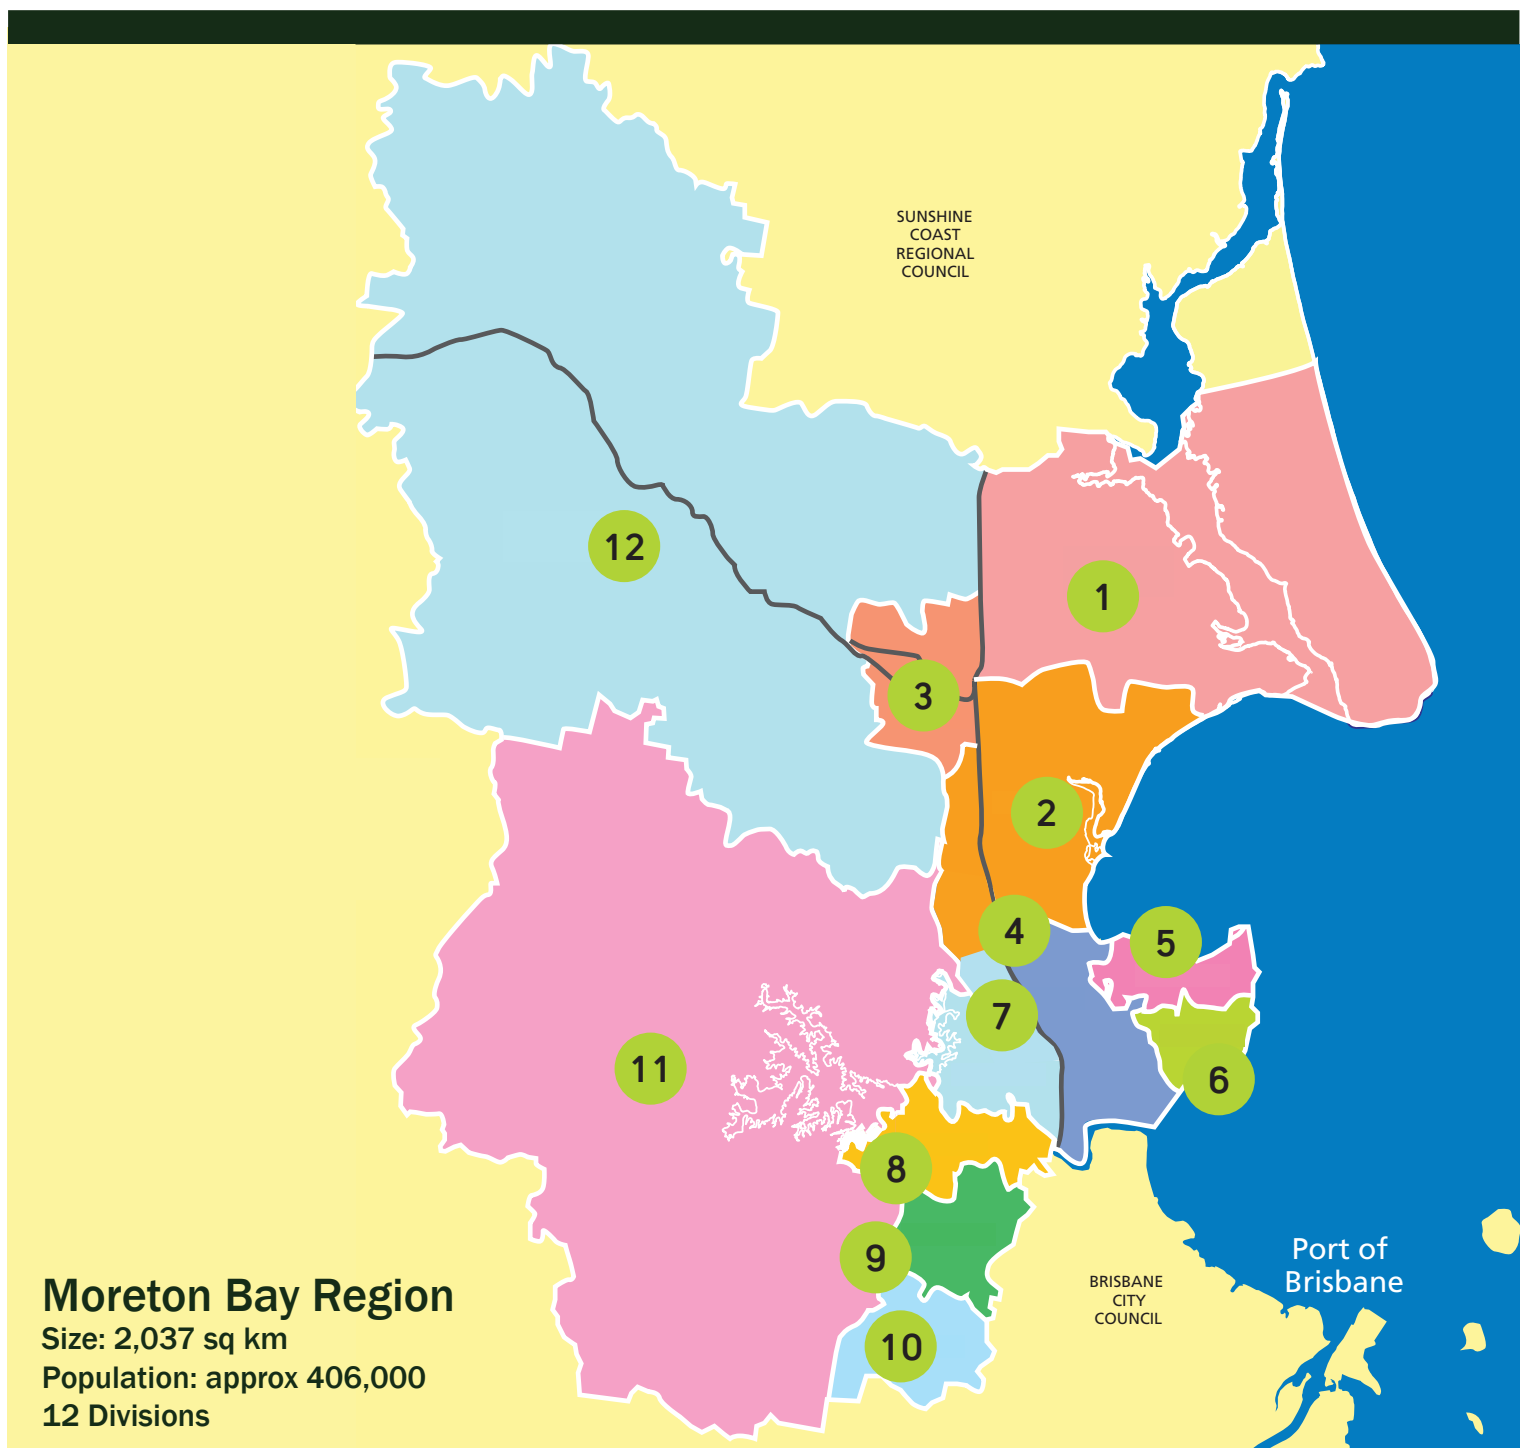 SUNSHINE
COAST
REGIONAL
COUNCIL
12
1
3
2
4
5
7
6
11
8
9
10
Port of
Brisbane
BRISBANE
CITY
COUNCIL
Moreton Bay Region
Size: 2,037 sq km
Population: approx 406,000
12 Divisions